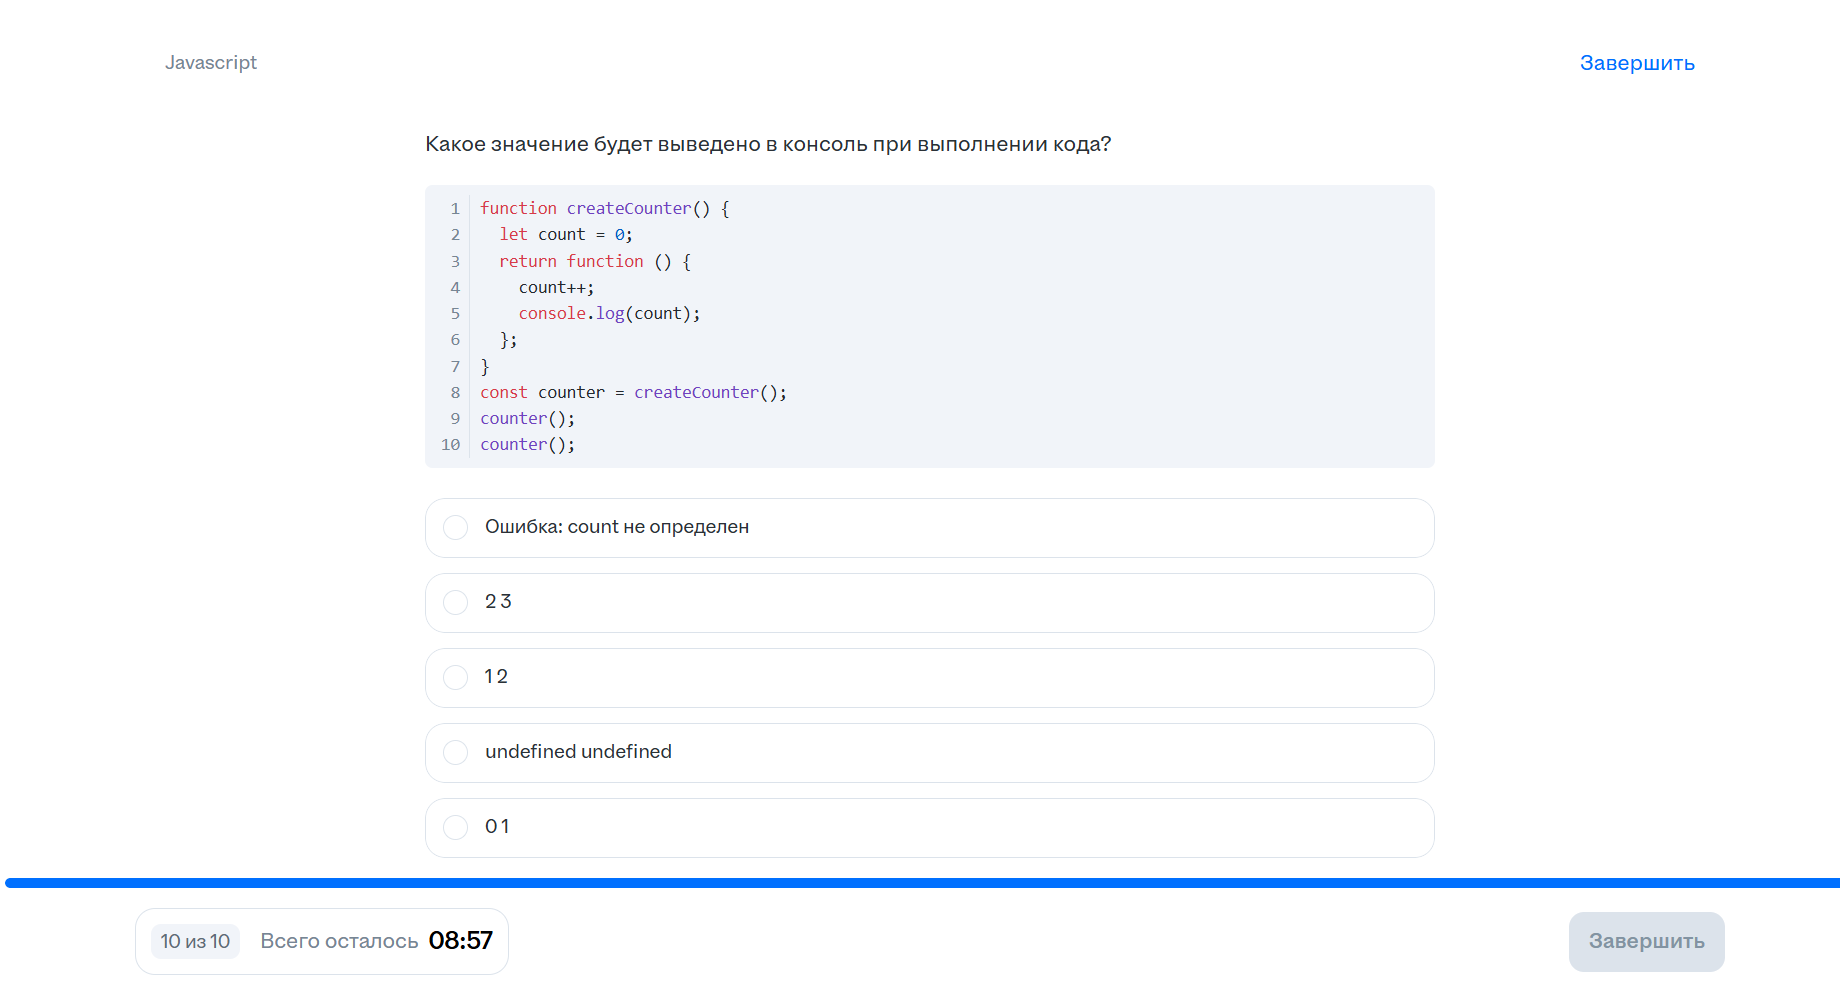 Javascript
Завершить
Какое значение будет выведено в консоль при выполнении кода?
1 function createCounter() {
2   let count = 0;
3   return function () {
4     count++;
5     console.log(count);
6   };
7 }
8 const counter = createCounter();
9 counter();
10 counter();
Ошибка: count не определен
2 3
1 2
undefined undefined
0 1
10 из 10 Всего осталось 08:57
Завершить